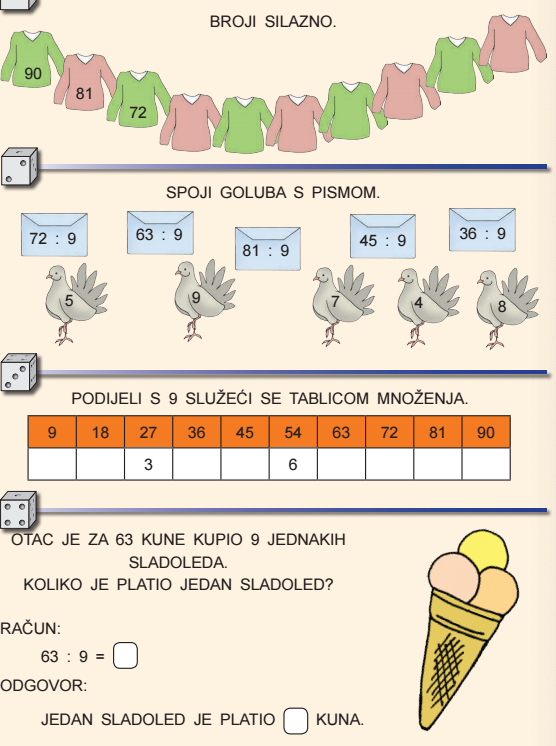 BROJI SILAZNO.
90
81
72
SPOJI GOLUBA S PISMOM.
72 : 9
63 : 9
81 : 9
45 : 9
36 : 9
5
9
7
4
8
PODIJELI S 9 SLUŽEĆI SE TABLICOM MNOŽENJA.
9 18 27 36 45 54 63 72 81 90
3 6
OTAC JE ZA 63 KUNE KUPIO 9 JEDNAKIH
SLADOLEDA.
KOLIKO JE PLATIO JEDAN SLADOLED?
RAČUN:
63 : 9 =
ODGOVOR:
JEDAN SLADOLED JE PLATIO KUNA.